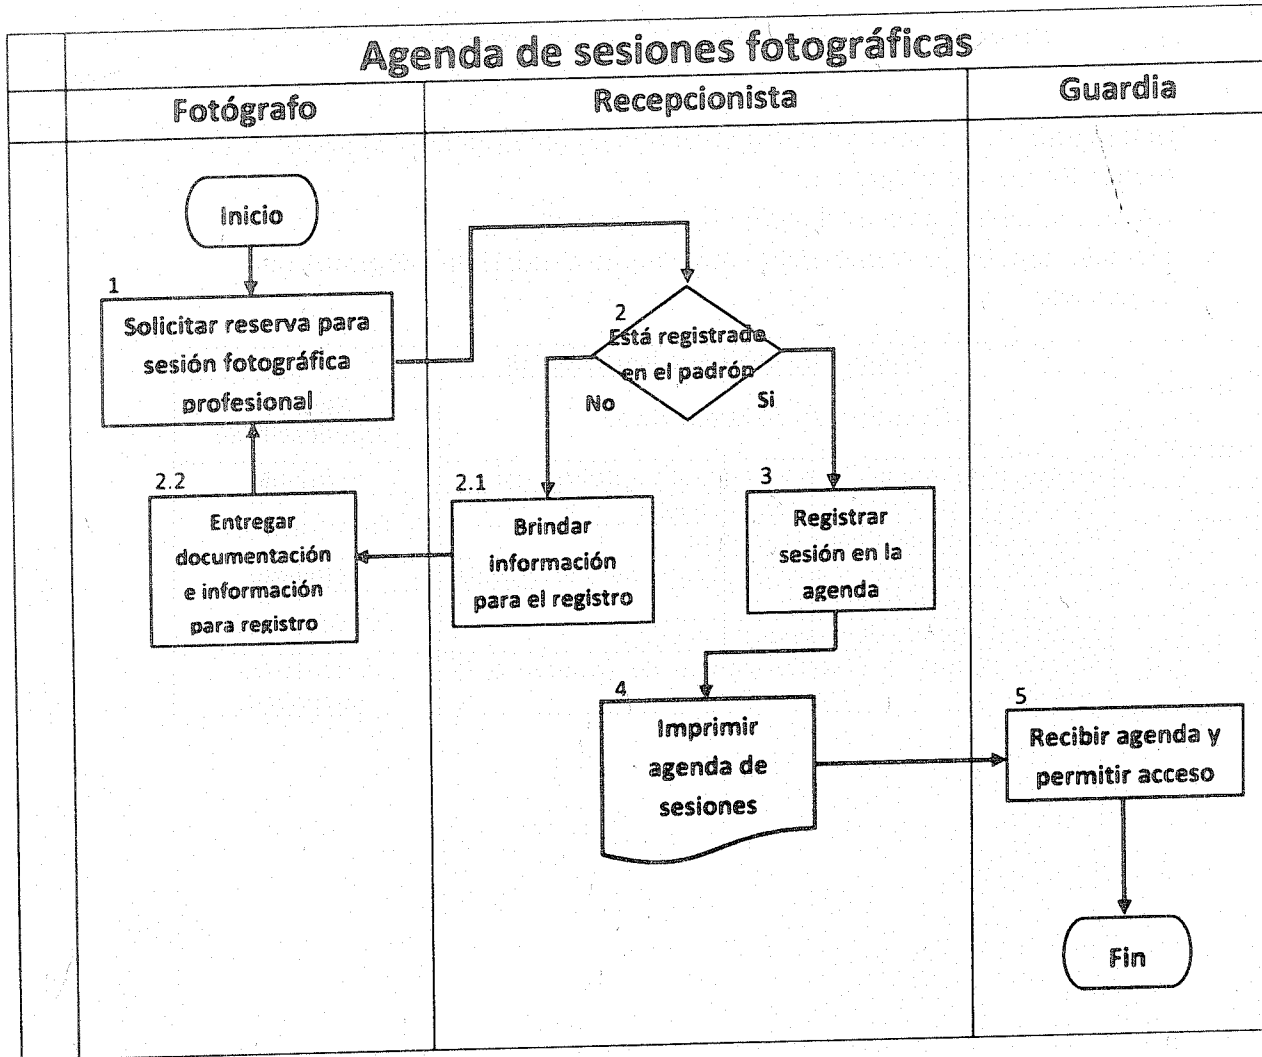 Agenda de sesiones fotográficas
Fotógrafo
Recepcionista
Guardia
Inicio
1
Solicitar reserva para
sesión fotográfica
profesional
2
Está registrado
en el padrón
No
Si
2.2
Entregar
documentación
e información
para registro
2.1
Brindar
información
para el registro
3
Registrar
sesión en la
agenda
4
Imprimir
agenda de
sesiones
5
Recibir agenda y
permitir acceso
Fin